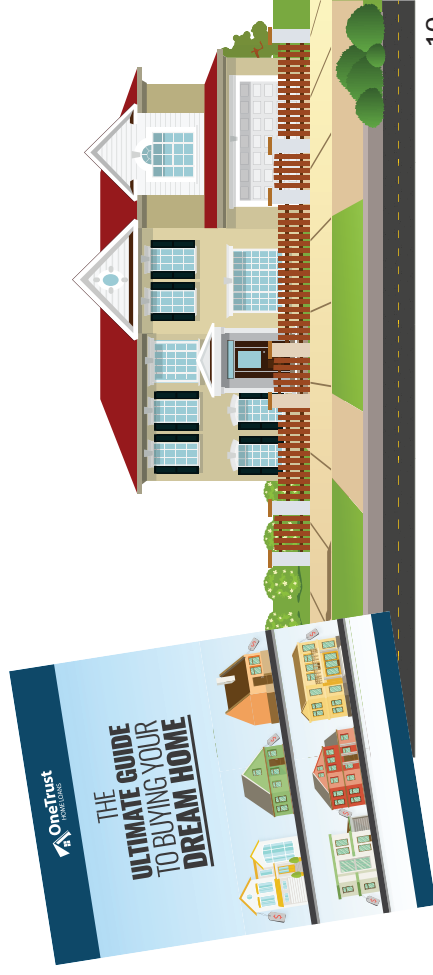 OneTrust
HOME LOANS
THE
ULTIMATE GUIDE
TO BUYING YOUR
DREAM HOME
$
$
$